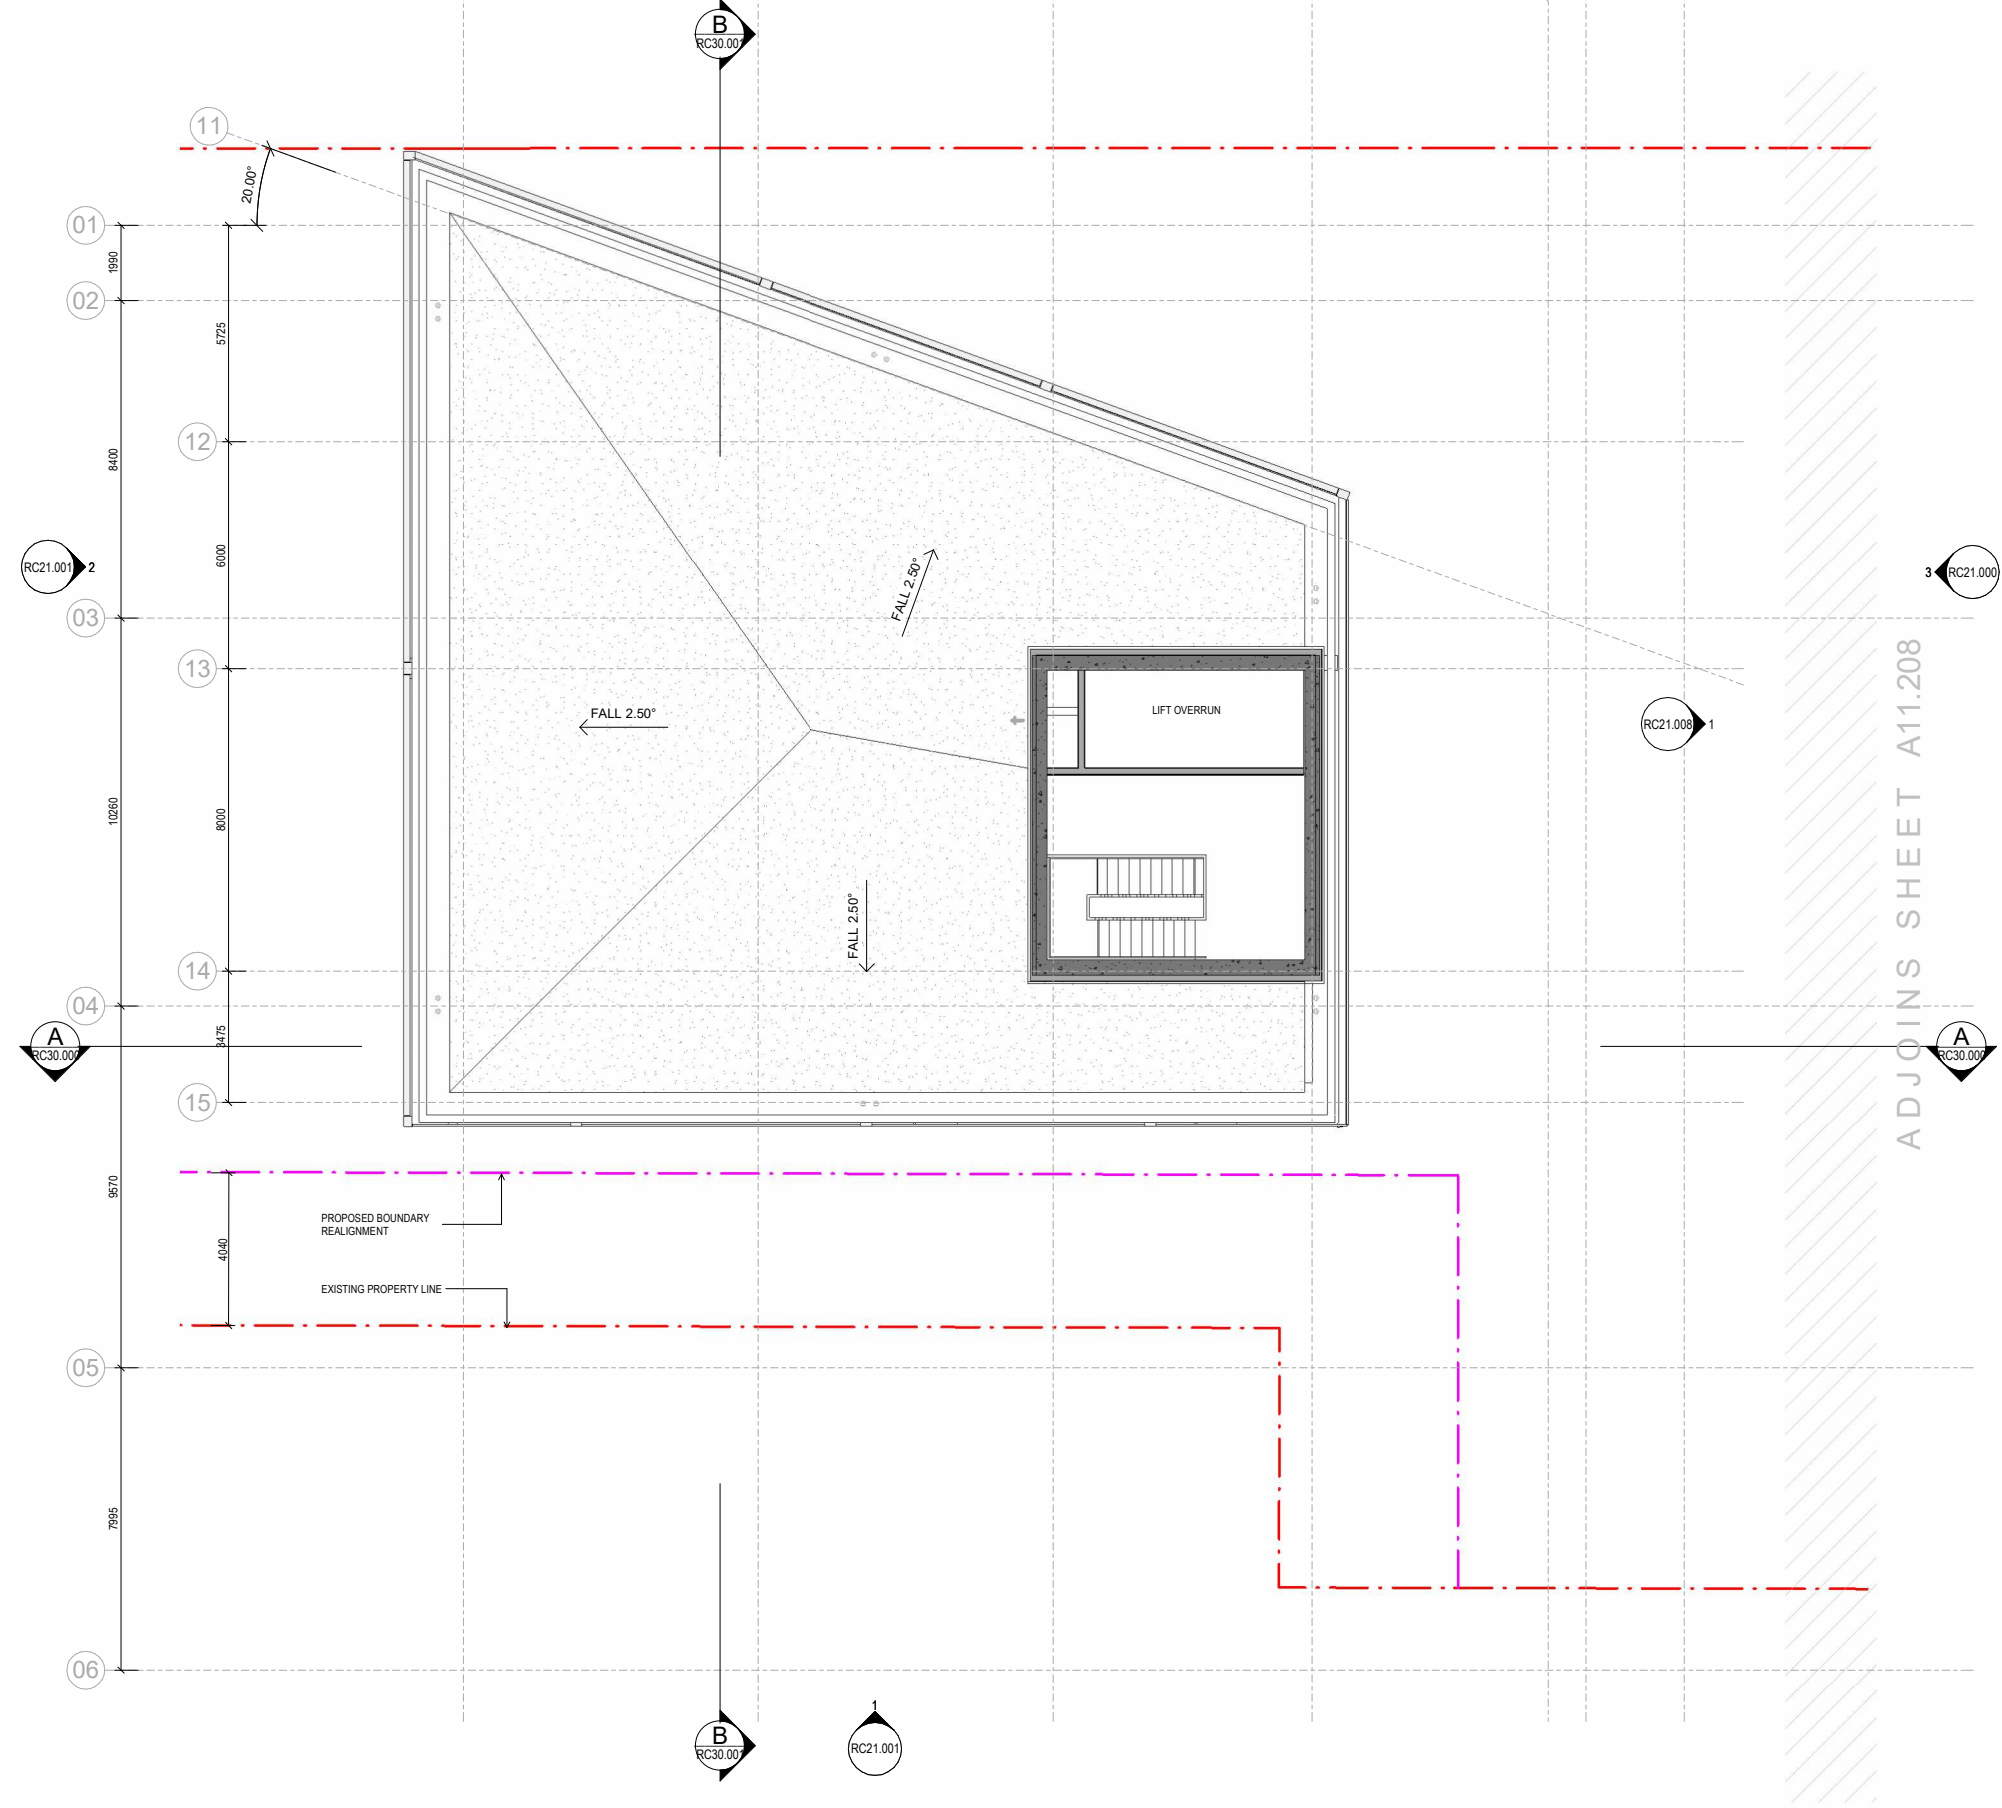 B
RC30.001
11
20.00°
01
1990
02
5725
12
8400
6000
RC21.001
2
3
RC21.000
03
13
FALL 2.50°
FALL 2.50°
LIFT OVERRUN
RC21.008
1
ADJOINS SHEET A11.208
10260
8000
FALL 2.50°
14
04
3475
A
RC30.000
A
RC30.000
15
9570
PROPOSED BOUNDARY
REALIGNMENT
4040
EXISTING PROPERTY LINE
05
7995
06
B
RC30.001
1
RC21.001